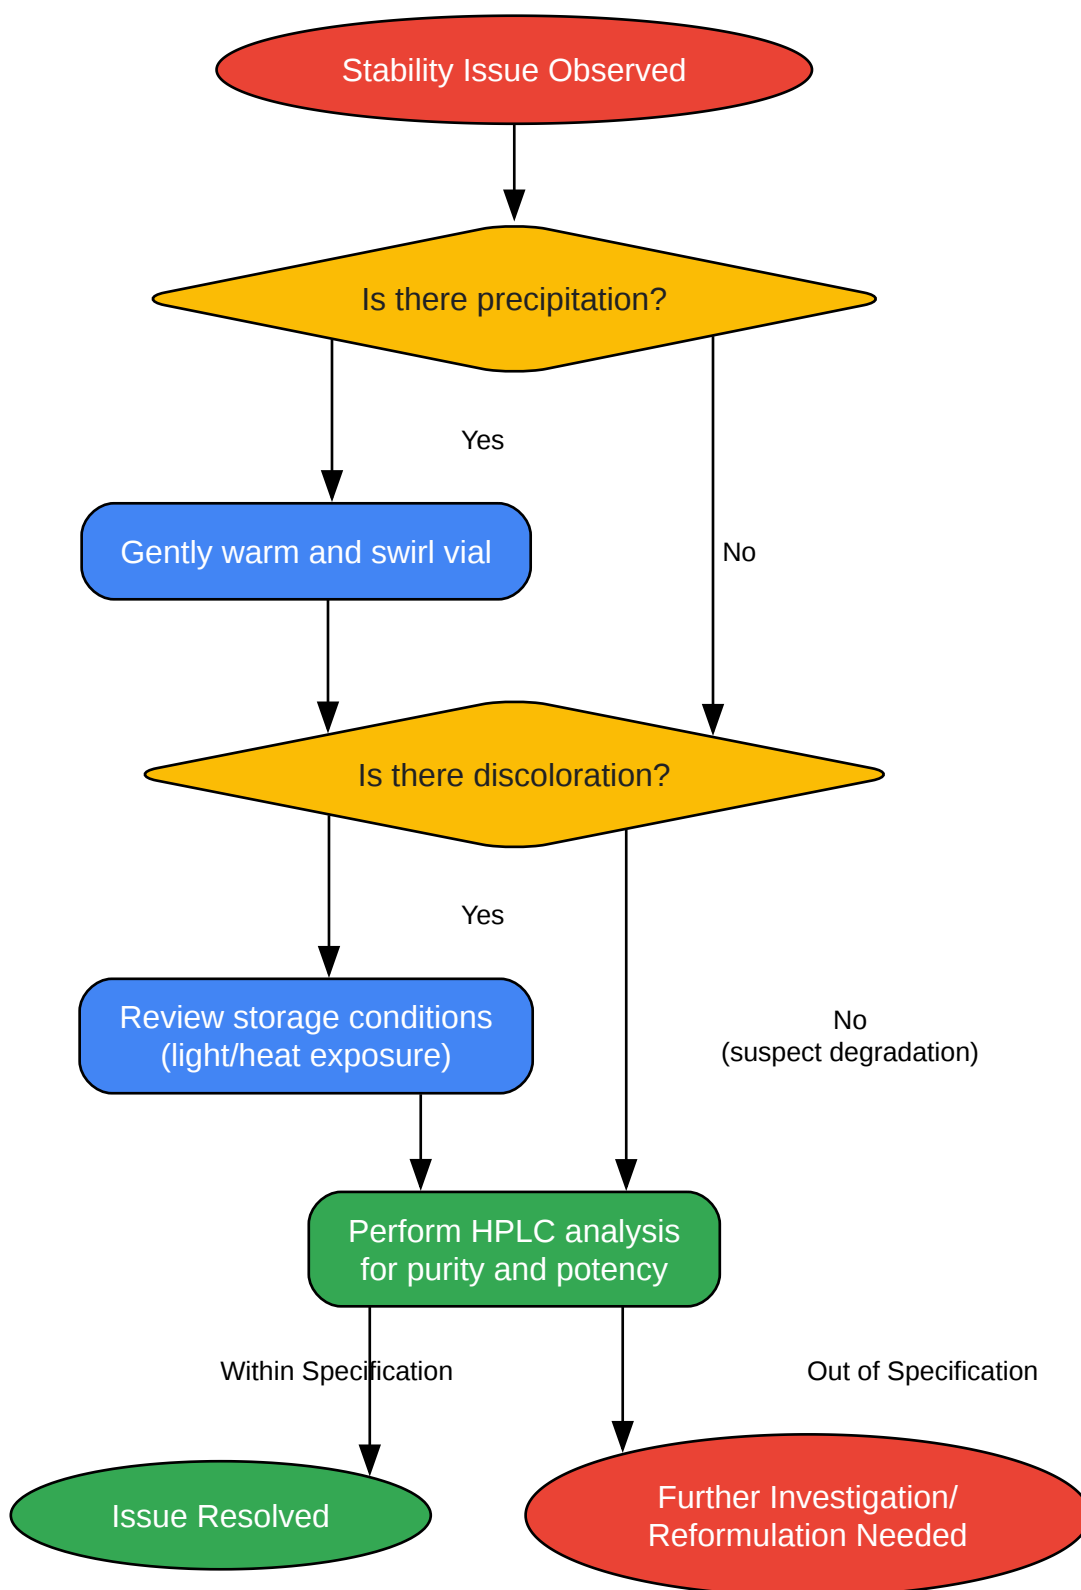 Stability Issue Observed
Is there precipitation?
Yes
Gently warm and swirl vial
No
Is there discoloration?
Yes
Review storage conditions
(light/heat exposure)
No
(suspect degradation)
Perform HPLC analysis
for purity and potency
Within Specification
Out of Specification
Issue Resolved
Further Investigation/
Reformulation Needed